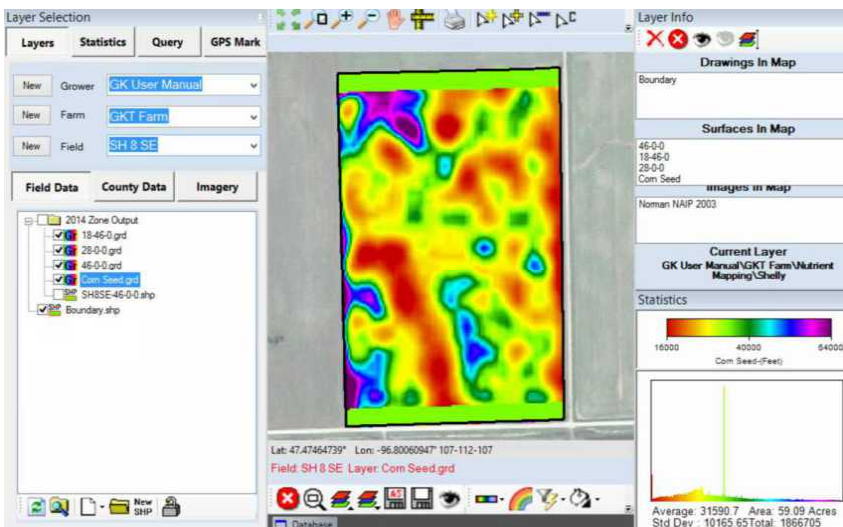 Layer Selection
Layers Statistics Query GPS Mark
New Grower GK User Manual
New Farm GKT Farm
New Field SH 8 SE
Field Data County Data Imagery
2014 Zone Output
18-46-0.grd
28-0-0.grd
46-0-0.grd
Corn Seed.grd
SH8SE-46-0-0.shp
Boundary.shp
New
SHP
Lat: 47.47464739° Lon: -96.80060947° 107-112-107
Field: SH 8 SE Layer: Corn Seed.grd
Database
Layer Info
Drawings In Map
Boundary
Surfaces In Map
46-0-0
18-46-0
28-0-0
Corn Seed
Images In Map
Norman NAIP 2003
Current Layer
GK User Manual\GKT Farm\Nutrient
Mapping\Shelly
Statistics
16000 40000 64000
Corn Seed-(Feet)
Average: 31590.7 Area: 59.09 Acres
Std Dev : 10165.85 Total: 1866705